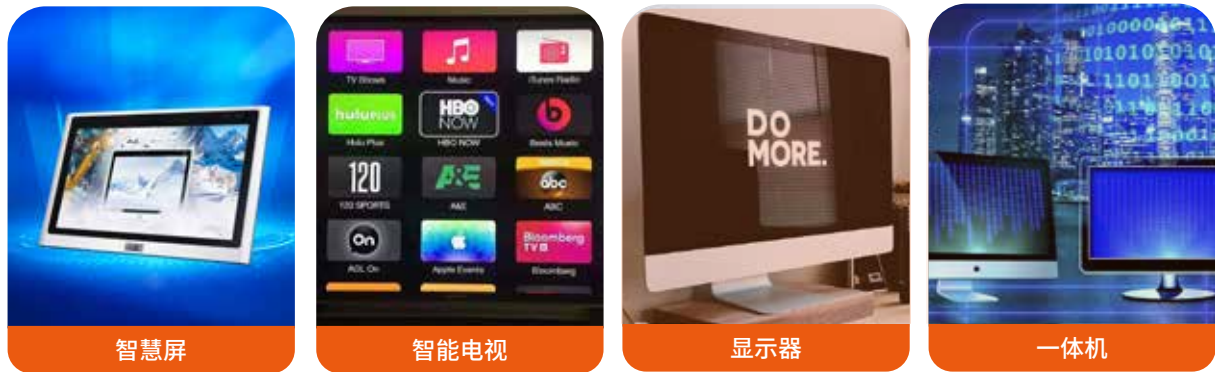 TV Shows
Music
iTunes Radio
huluPLUS
HBO
NOW
Hulu Plus
HBO NOW
Beats Music
120
A&E
abc
120 SPORTS
A&E
ABC
On
Bloomberg
TV
AOL On
Apple Events
Bloomberg
DO
MORE.
智慧屏
智能电视
显示器
一体机